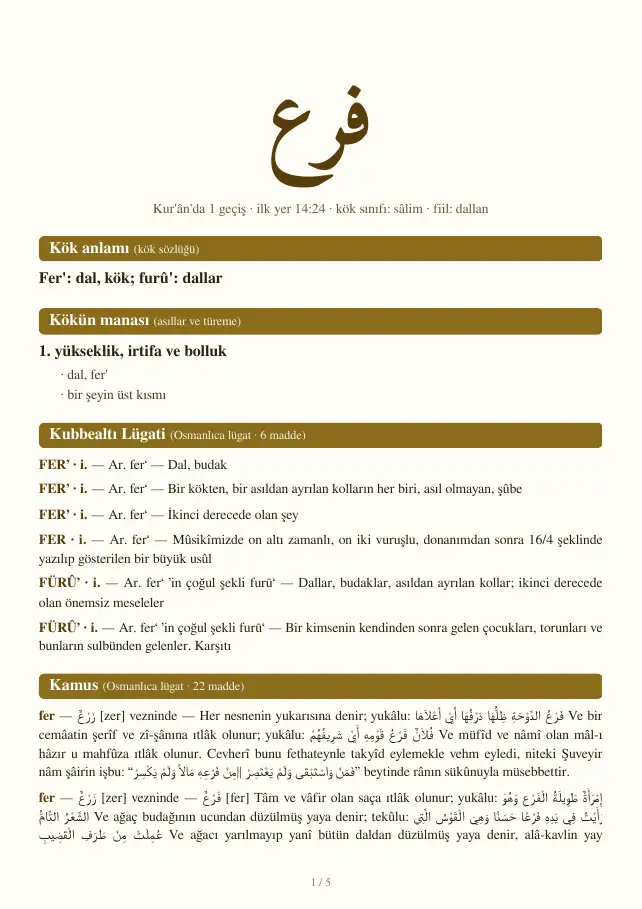 فرع
Kur'ân'da 1 geçiş · ilk yer 14:24 · kök sınıfı: sâlim · fiil: dallan
Kök anlamı (kök sözlüğü)
Fer': dal, kök; furû': dallar
Kökün manası (asıllar ve türeme)
1. yükseklik, irtifa ve bolluk
· dal, fer'
· bir şeyin üst kısmı
Kubbealtı Lügati (Osmanlıca lügat · 6 madde)
FER’ · i. — Ar. fer‘ — Dal, budak
FER’ · i. — Ar. fer‘ — Bir kökten, bir asıldan ayrılan kolların her biri, asıl olmayan, şûbe
FER’ · i. — Ar. fer‘ — İkinci derecede olan şey
FER · i. — Ar. fer‘ — Mûsikîmizde on altı zamanlı, on iki vuruşlu, donanımdan sonra 16/4 şeklinde
yazılıp gösterilen bir büyük usûl
FÜRÛ’ · i. — Ar. fer‘ ’in çoğul şekli furū‘ — Dallar, budaklar, asıldan ayrılan kollar; ikinci derecede
olan önemsiz meseleler
FÜRÛ’ · i. — Ar. fer‘ ’in çoğul şekli furū‘ — Bir kimsenin kendinden sonra gelen çocukları, torunları ve
bunların sulbünden gelenler. Karşıtı
Kamus (Osmanlıca lügat · 22 madde)
fer — زَرْعٌ [zer] vezninde — Her nesnenin yukarısına denir; yukâlu: فَرْعُ الدَّوْحَةِ ظِلُّهَا فَرْعُهَا أَيْ أَعْلَاهَا Ve bir
cemâatin şerîf ve zî-şânına ıtlâk olunur; yukâlu: فُلَانٌ فَرْعُ قَوْمِهِ أَيْ شَرِيفُهُمْ Ve müfîd ve nâmî olan mâl-ı
hâzır u mahfûza ıtlâk olunur. Cevherî bunu fethateynle takyîd eylemekle vehm eyledi, niteki Şuveyir
nâm şâirin işbu: “فَمَنْ وَاسْتَبْقَى وَلَمْ يَعْتَصِرْ ||مِنْ فَرْعِهِ مَالاً وَلَمْ يَكْسِرْ” beytinde rânın sükûnuyla müsebbettir.
fer — زَرْعٌ [zer] vezninde — فَرْعٌ [fer] Tâm ve vâfir olan saça ıtlâk olunur; yukâlu: اِمْرَأَةٌ طَوِيلَةُ الْفَرْعِ وَهُوَ
الشَّعْرُ التَّامُّ Ve ağaç budağının ucundan düzülmüş yaya denir; tekûlu: رَأَيْتُ فِي يَدِهِ فَرْعًا حَسَنًا وَهِيَ الْقَوْسُ الَّتِي
عُمِلَتْ مِنْ طَرَفِ الْقَضِيبِ Ve ağacı yarılmayıp yanî bütün daldan düzülmüş yaya denir, alâ-kavlin yay
1 / 5